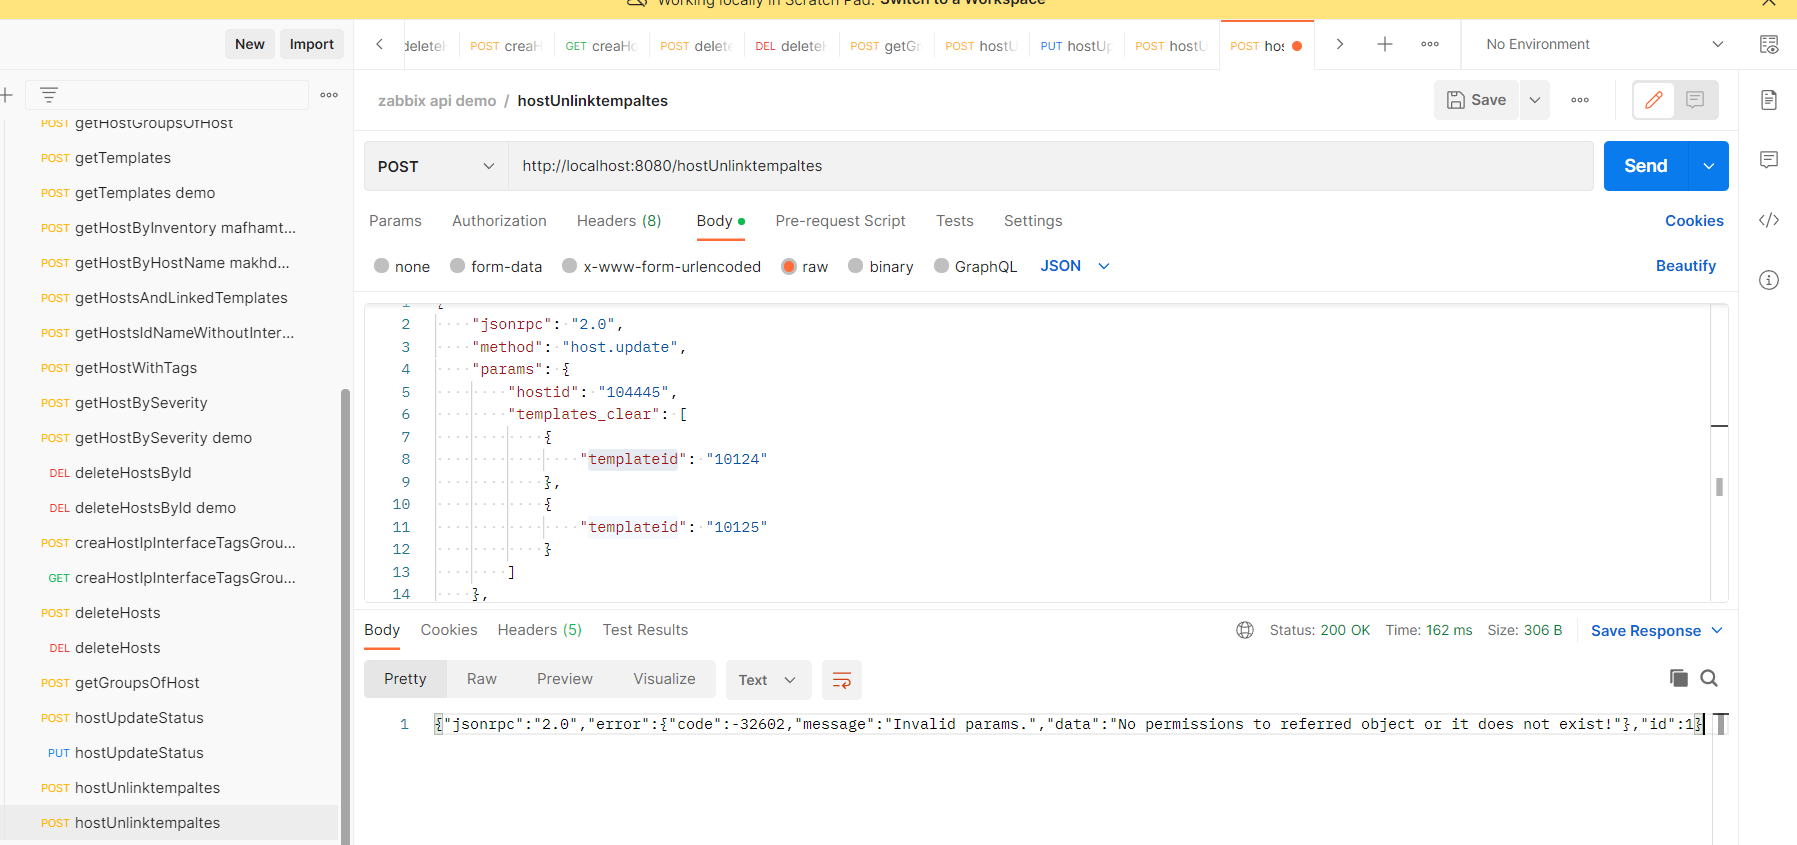 Working locally in Scratch Pad. Switch to a Workspace
New Import
deleteH POST creaH GET creaHo POST delete DEL deleteH POST getGr POST hostU PUT hostUp POST hostU POST hos No Environment
zabbix api demo / hostUnlinktempaltes Save
POST http://localhost:8080/hostUnlinktempaltes Send
Params Authorization Headers (8) Body Pre-request Script Tests Settings Cookies
none form-data x-www-form-urlencoded raw binary GraphQL JSON Beautify
POST getHostGroupsOfHost
POST getTemplates
POST getTemplates demo
POST getHostByInventory mafhamt...
POST getHostByHostName makhd...
POST getHostsAndLinkedTemplates
POST getHostsIdNameWithoutInter...
POST getHostWithTags
POST getHostBySeverity
POST getHostBySeverity demo
DEL deleteHostsById
DEL deleteHostsById demo
POST creaHostIpInterfaceTagsGrou...
GET creaHostIpInterfaceTagsGrou...
POST deleteHosts
DEL deleteHosts
POST getGroupsOfHost
POST hostUpdateStatus
PUT hostUpdateStatus
POST hostUnlinktempaltes
POST hostUnlinktempaltes
1 {
2 "jsonrpc": "2.0",
3 "method": "host.update",
4 "params": {
5 "hostid": "104445",
6 "templates_clear": [
7 {
8 "templateid": "10124"
9 },
10 {
11 "templateid": "10125"
12 }
13 ]
14 },
Body Cookies Headers (5) Test Results Status: 200 OK Time: 162 ms Size: 306 B Save Response
Pretty Raw Preview Visualize Text
1 {"jsonrpc":"2.0","error":{"code":-32602,"message":"Invalid params.","data":"No permissions to referred object or it does not exist!"},"id":1}